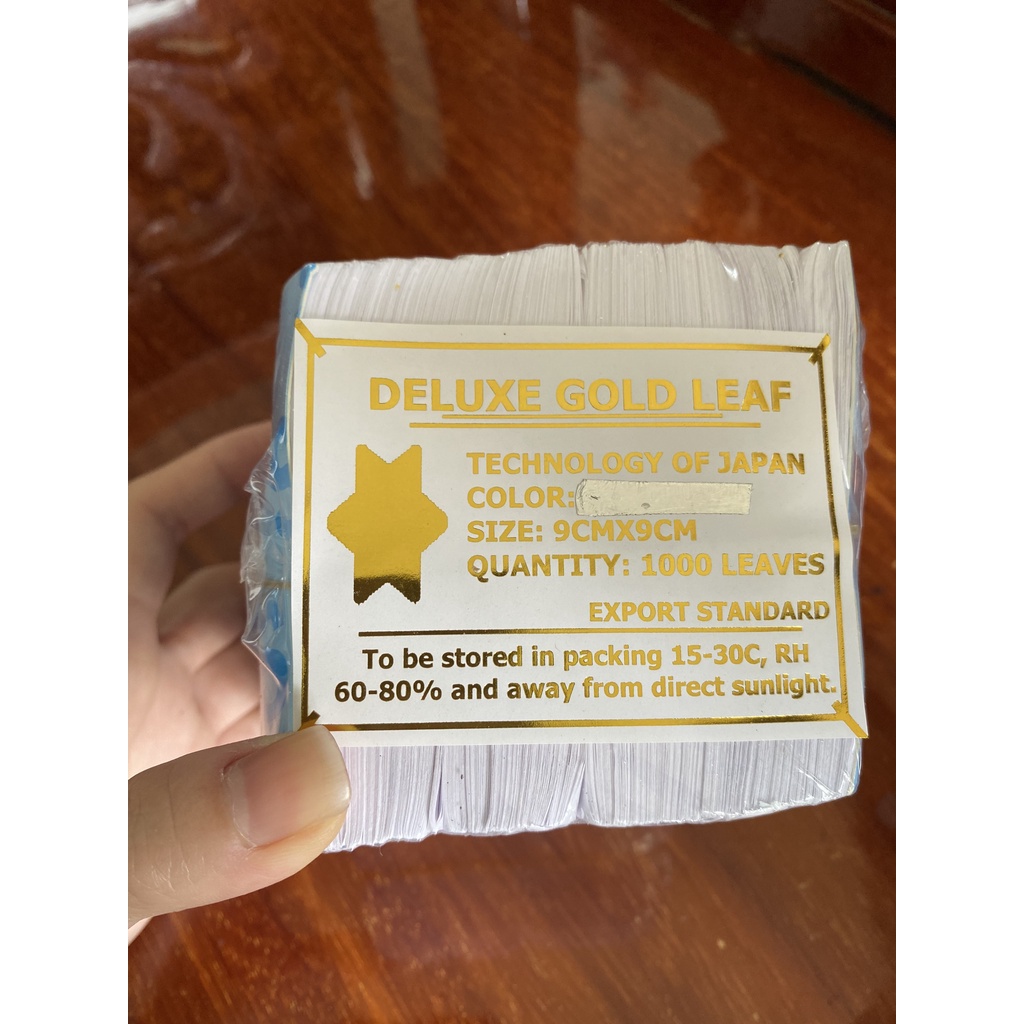 DELUXE GOLD LEAF
TECHNOLOGY OF JAPAN
COLOR:
SIZE: 9CMX9CM
QUANTITY: 1000 LEAVES
EXPORT STANDARD
To be stored in packing 15-30C, RH
60-80% and away from direct sunlight.